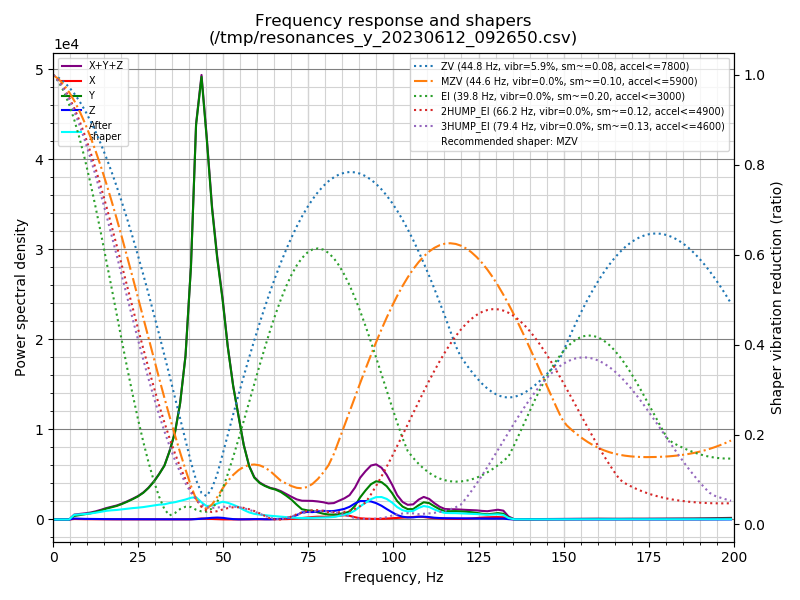 Frequency response and shapers
(/tmp/resonances_y_20230612_092650.csv)
1e4
X+Y+Z
X
Y
Z
After
shaper
ZV (44.8 Hz, vibr=5.9%, sm~=0.08, accel<=7800)
MZV (44.6 Hz, vibr=0.0%, sm~=0.10, accel<=5900)
EI (39.8 Hz, vibr=0.0%, sm~=0.20, accel<=3000)
2HUMP_EI (66.2 Hz, vibr=0.0%, sm~=0.12, accel<=4900)
3HUMP_EI (79.4 Hz, vibr=0.0%, sm~=0.13, accel<=4600)
Recommended shaper: MZV
5
4
3
2
1
0
Power spectral density
1.0
0.8
0.6
0.4
0.2
0.0
Shaper vibration reduction (ratio)
0 25 50 75 100 125 150 175 200
Frequency, Hz